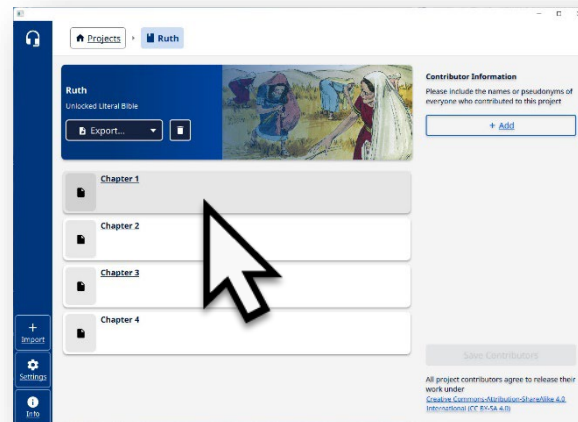 Projects
Ruth
Ruth
Unlocked Literal Bible
Export...
Chapter 1
Chapter 2
Chapter 3
Chapter 4
Import
Settings
Info
Contributor Information
Please include the names or pseudonyms of
everyone who contributed to this project
+ Add
Save Contributors
All project contributors agree to release their
work under
Creative Commons-Attribution-ShareAlike 4.0
International (CC BY-SA 4.0)